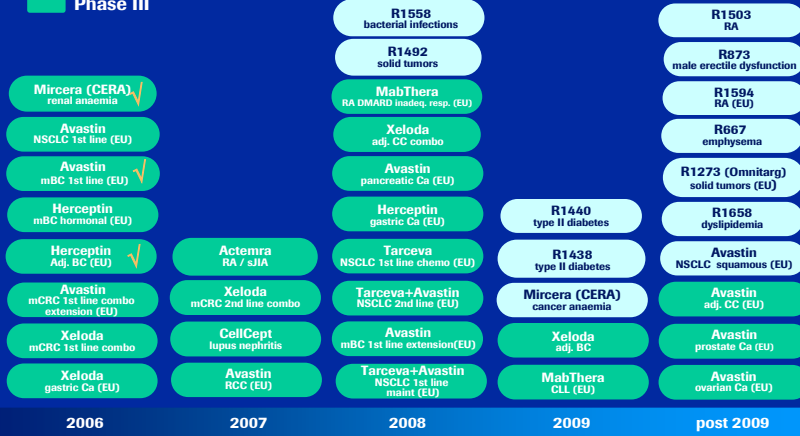 Phase III
Mircera (CERA)
renal anaemia
Avastin
NSCLC 1st line (EU)
Avastin
mBC 1st line (EU)
Herceptin
mBC hormonal (EU)
Herceptin
Adj. BC (EU)
Avastin
mCRC 1st line combo
extension (EU)
Xeloda
mCRC 1st line combo
Xeloda
gastric Ca (EU)
Actemra
RA / sJIA
Xeloda
mCRC 2nd line combo
CellCept
lupus nephritis
Avastin
RCC (EU)
R1558
bacterial infections
R1492
solid tumors
MabThera
RA DMARD inadeq. resp. (EU)
Xeloda
adj. CC combo
Avastin
pancreatic Ca (EU)
Herceptin
gastric Ca (EU)
Tarceva
NSCLC 1st line chemo (EU)
Tarceva+Avastin
NSCLC 2nd line (EU)
Avastin
mBC 1st line extension(EU)
Tarceva+Avastin
NSCLC 1st line
maint (EU)
R1440
type II diabetes
R1438
type II diabetes
Mircera (CERA)
cancer anaemia
Xeloda
adj. BC
MabThera
CLL (EU)
R1503
RA
R873
male erectile dysfunction
R1594
RA (EU)
R667
emphysema
R1273 (Omnitarg)
solid tumors (EU)
R1658
dyslipidemia
Avastin
NSCLC squamous (EU)
Avastin
adj. CC (EU)
Avastin
prostate Ca (EU)
Avastin
ovarian Ca (EU)
2006
2007
2008
2009
post 2009